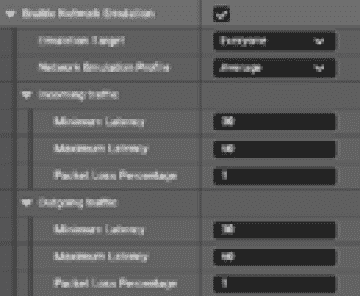 Enable Network Emulation
Emulation Target Everyone
Network Emulation Profile Average
Incoming traffic
Minimum Latency 30
Maximum Latency 60
Packet Loss Percentage 1
Outgoing traffic
Minimum Latency 30
Maximum Latency 60
Packet Loss Percentage 1